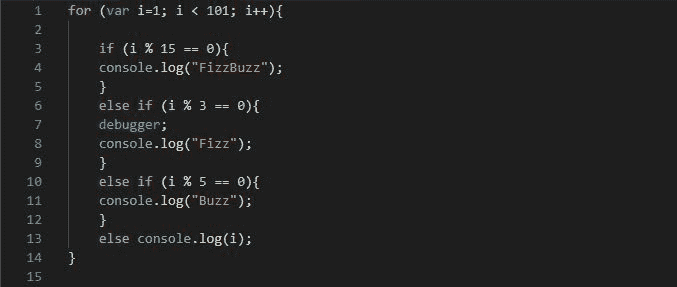 1 for (var i=1; i < 101; i++){
2
3 if (i % 15 == 0){
4 console.log("FizzBuzz");
5 }
6 else if (i % 3 == 0){
7 debugger;
8 console.log("Fizz");
9 }
10 else if (i % 5 == 0){
11 console.log("Buzz");
12 }
13 else console.log(i);
14 }
15